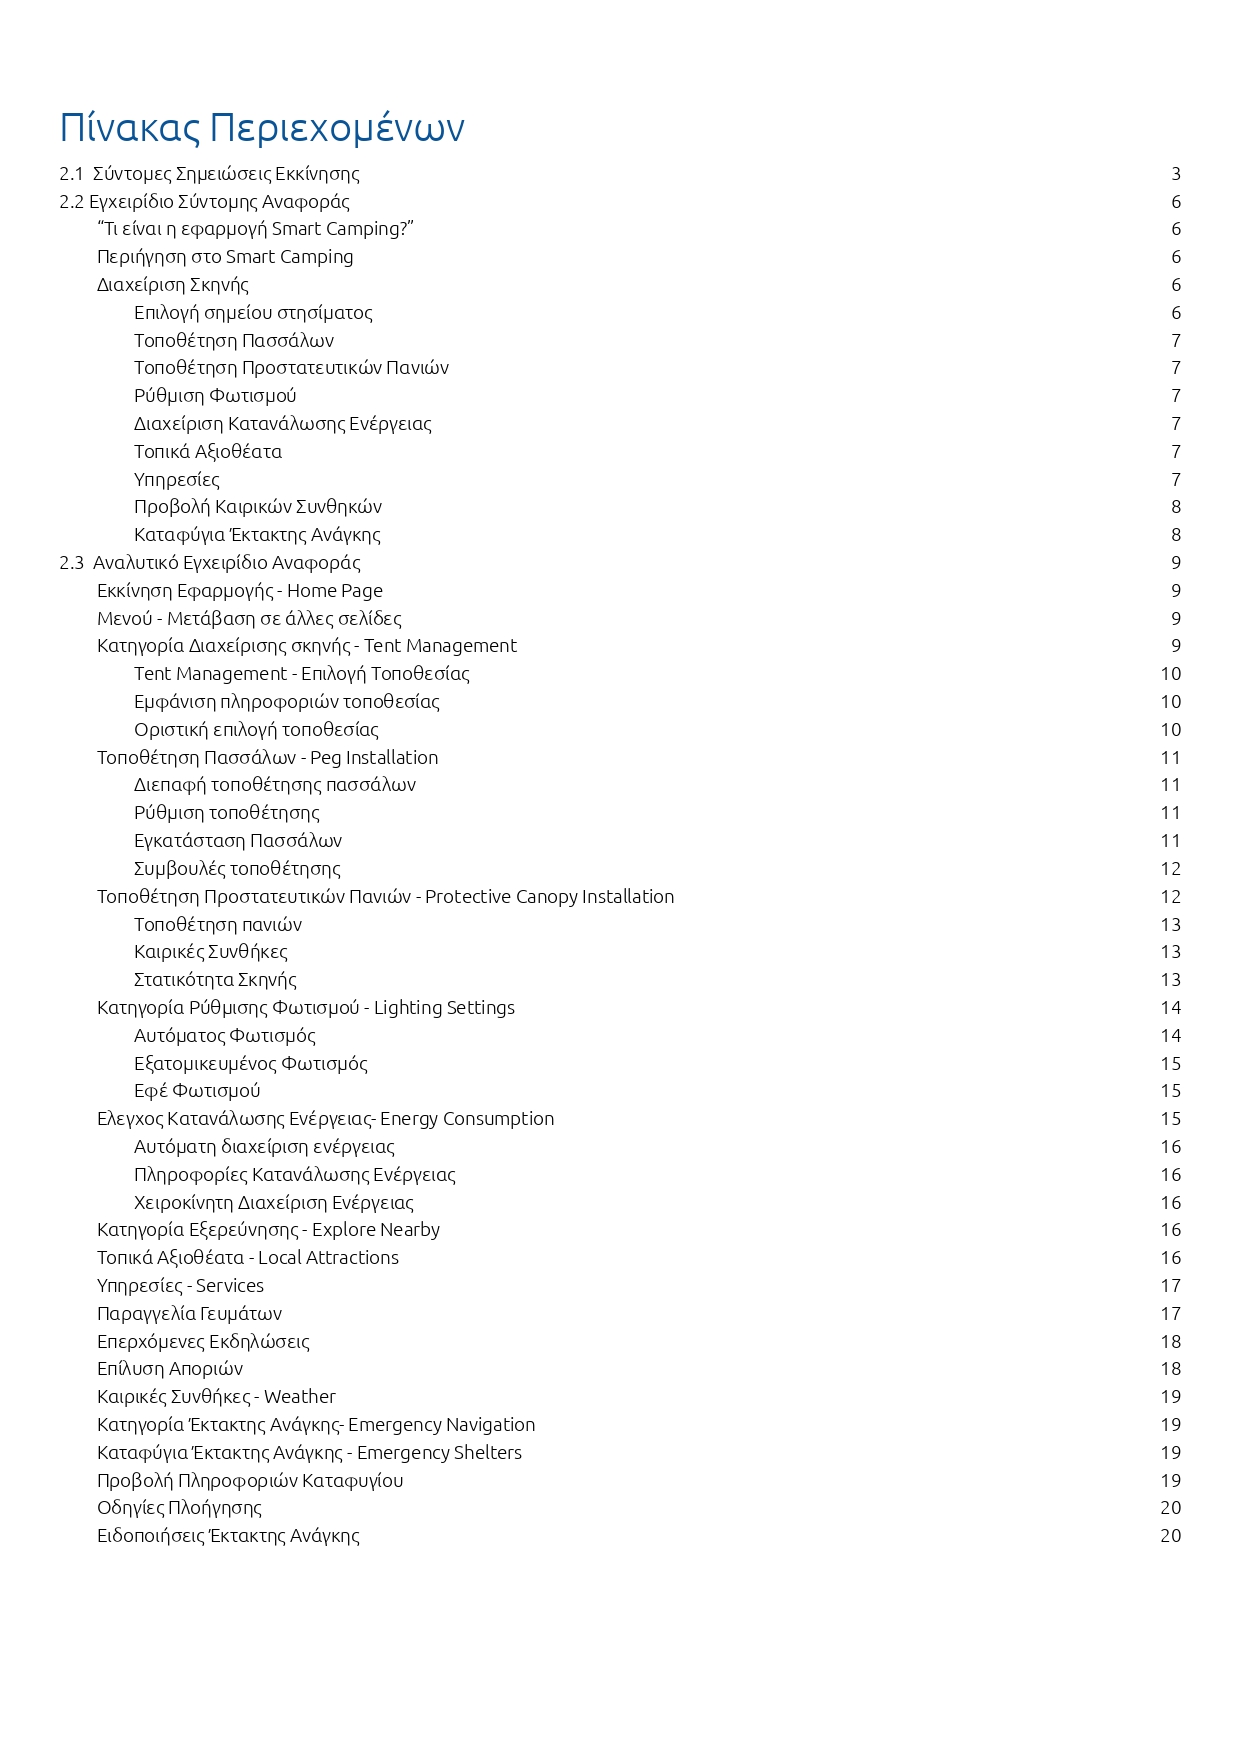 Πίνακας Περιεχομένων
2.1 Σύντομες Σημειώσεις Εκκίνησης 3
2.2 Εγχειρίδιο Σύντομης Αναφοράς 6
“Τι είναι η εφαρμογή Smart Camping?” 6
Περιήγηση στο Smart Camping 6
Διαχείριση Σκηνής 6
Επιλογή σημείου στησίματος 6
Τοποθέτηση Πασσάλων 7
Τοποθέτηση Προστατευτικών Πανιών 7
Ρύθμιση Φωτισμού 7
Διαχείριση Κατανάλωσης Ενέργειας 7
Τοπικά Αξιοθέατα 7
Υπηρεσίες 7
Προβολή Καιρικών Συνθηκών 8
Καταφύγια Έκτακτης Ανάγκης 8
2.3 Αναλυτικό Εγχειρίδιο Αναφοράς 9
Εκκίνηση Εφαρμογής - Home Page 9
Μενού - Μετάβαση σε άλλες σελίδες 9
Κατηγορία Διαχείρισης σκηνής - Tent Management 9
Tent Management - Επιλογή Τοποθεσίας 10
Εμφάνιση πληροφοριών τοποθεσίας 10
Οριστική επιλογή τοποθεσίας 10
Τοποθέτηση Πασσάλων - Peg Installation 11
Διεπαφή τοποθέτησης πασσάλων 11
Ρύθμιση τοποθέτησης 11
Εγκατάσταση Πασσάλων 11
Συμβουλές τοποθέτησης 12
Τοποθέτηση Προστατευτικών Πανιών - Protective Canopy Installation 12
Τοποθέτηση πανιών 13
Καιρικές Συνθήκες 13
Στατικότητα Σκηνής 13
Κατηγορία Ρύθμισης Φωτισμού - Lighting Settings 14
Αυτόματος Φωτισμός 14
Εξατομικευμένος Φωτισμός 15
Εφέ Φωτισμού 15
Ελεγχος Κατανάλωσης Ενέργειας- Energy Consumption 15
Αυτόματη διαχείριση ενέργειας 16
Πληροφορίες Κατανάλωσης Ενέργειας 16
Χειροκίνητη Διαχείριση Ενέργειας 16
Κατηγορία Εξερεύνησης - Explore Nearby 16
Τοπικά Αξιοθέατα - Local Attractions 16
Υπηρεσίες - Services 17
Παραγγελία Γευμάτων 17
Επερχόμενες Εκδηλώσεις 18
Επίλυση Αποριών 18
Καιρικές Συνθήκες - Weather 19
Κατηγορία Έκτακτης Ανάγκης- Emergency Navigation 19
Καταφύγια Έκτακτης Ανάγκης - Emergency Shelters 19
Προβολή Πληροφοριών Καταφυγίου 19
Οδηγίες Πλοήγησης 20
Ειδοποιήσεις Έκτακτης Ανάγκης 20